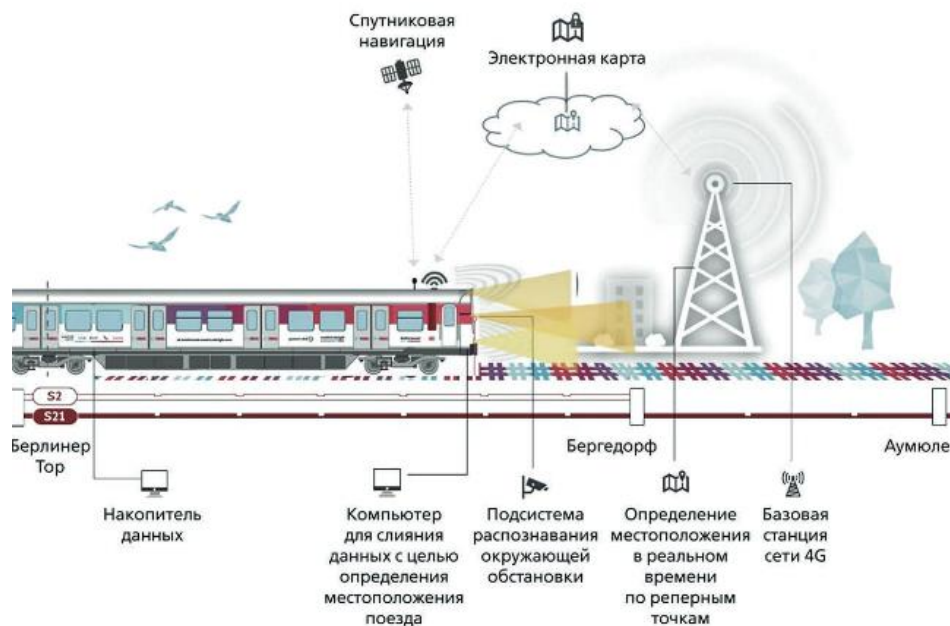 Спутниковая
навигация
Электронная карта
S2
S21
Берлинер
Тор
Бергедорф
Аумюле
Накопитель
данных
Компьютер
для слияния
данных с целью
определения
местоположения
поезда
Подсистема
распознавания
окружающей
обстановки
Определение
местоположения
в реальном
времени
по реперным
точкам
Базовая
станция
сети 4G